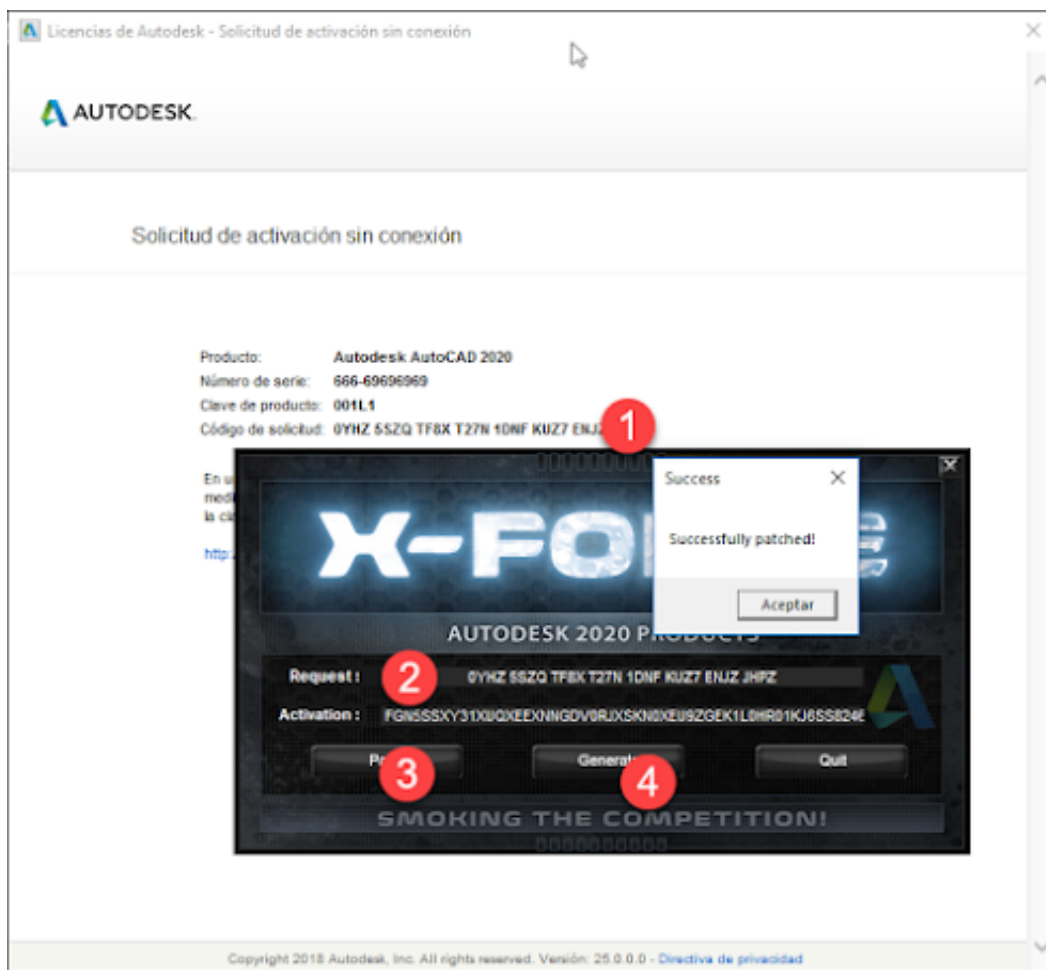 Licencias de Autodesk - Solicitud de activación sin conexión
AUTODESK.
Solicitud de activación sin conexión
Producto: Autodesk AutoCAD 2020
Número de serie: 666-69696969
Clave de producto: 001L1
Código de solicitud: 0YHZ 5SZQ TF8X T27N 1DNF KUZ7
1
En
la
http:
Success
Successfully patched!
Aceptar
AUTODESK 2020
Request : 2 0YHZ 5SZQ TF8X T27N 1DNF KUZ7 ENJZ JHPZ
Activation :
3
4
Quit
SMOKING THE COMPETITION!
Copyright 2018 Autodesk, Inc. All rights reserved. Versión: 25.0.0.0 - Directiva de privacidad